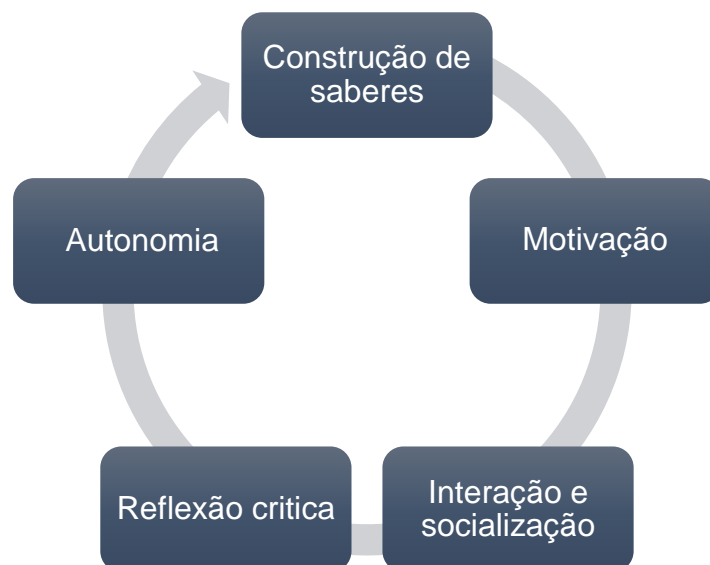 Construção de
saberes
Motivação
Interação e
socialização
Reflexão critica
Autonomia